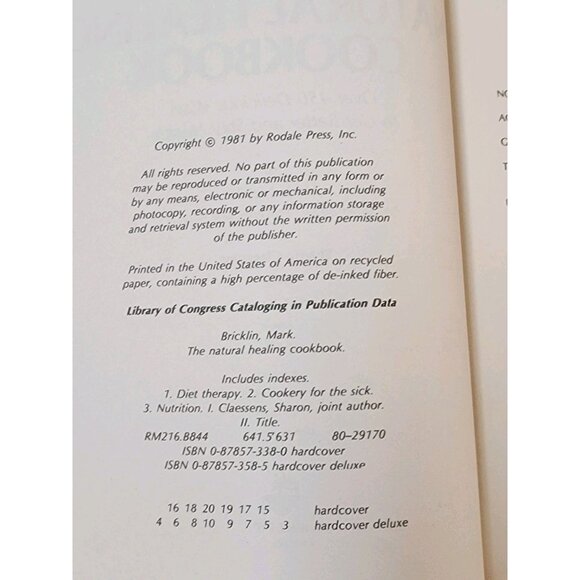 COOKBOOK
Copyright © 1981 by Rodale Press, Inc.
All rights reserved. No part of this publication
may be reproduced or transmitted in any form or
by any means, electronic or mechanical, including
photocopy, recording, or any information storage
and retrieval system without the written permission
of the publisher.
Printed in the United States of America on recycled
paper, containing a high percentage of de-inked fiber.
Library of Congress Cataloging in Publication Data
Bricklin, Mark.
The natural healing cookbook.
Includes indexes.
1. Diet therapy. 2. Cookery for the sick.
3. Nutrition. I. Claessens, Sharon, joint author.
II. Title.
RM216.B844 641.5'631 80–29170
ISBN 0-87857-338-0 hardcover
ISBN 0-87857-358-5 hardcover deluxe
16 18 20 19 17 15 hardcover
4 6 8 10 9 7 5 3 hardcover deluxe